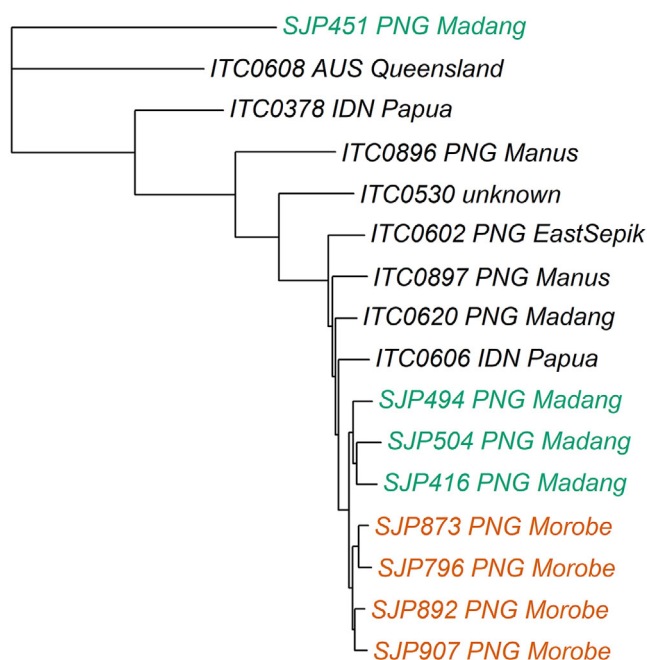 SJP451 PNG Madang
ITC0608 AUS Queensland
ITC0378 IDN Papua
ITC0896 PNG Manus
ITC0530 unknown
ITC0602 PNG EastSepik
ITC0897 PNG Manus
ITC0620 PNG Madang
ITC0606 IDN Papua
SJP494 PNG Madang
SJP504 PNG Madang
SJP416 PNG Madang
SJP873 PNG Morobe
SJP796 PNG Morobe
SJP892 PNG Morobe
SJP907 PNG Morobe